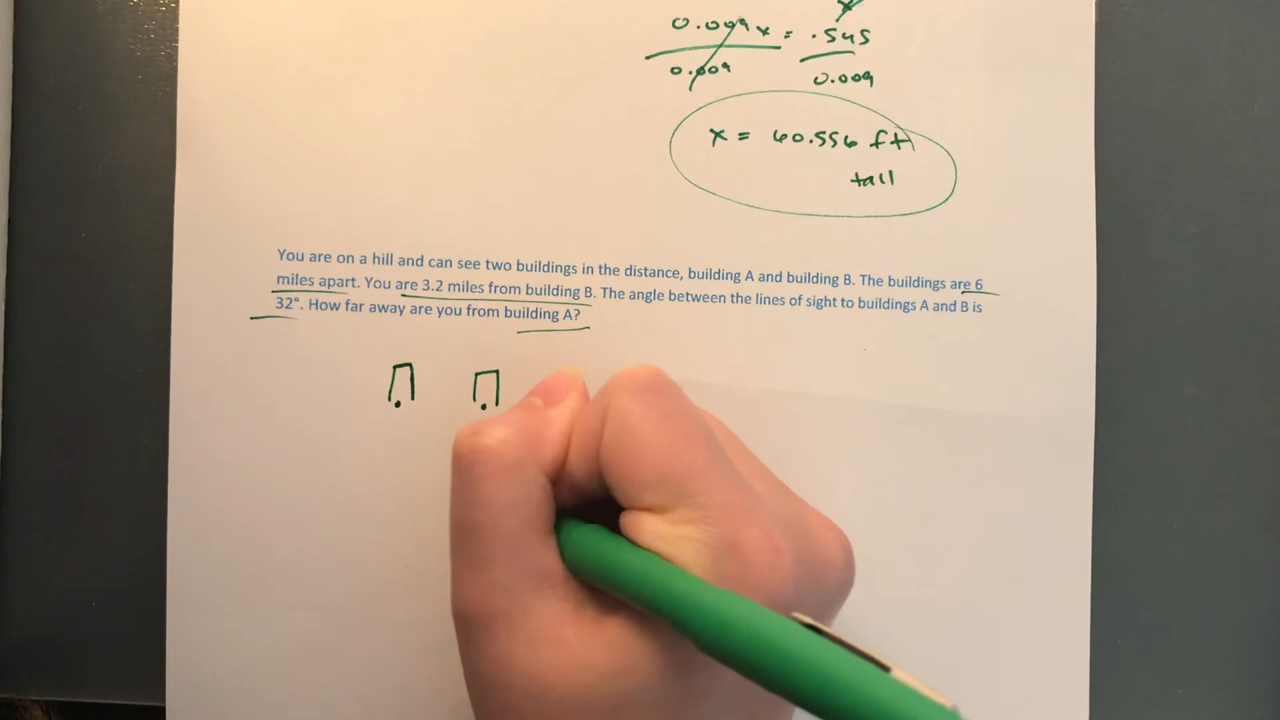 0.009x = .545
0.009 0.009
x = 60.556 ft
tall
You are on a hill and can see two buildings in the distance, building A and building B. The buildings are 6
miles apart. You are 3.2 miles from building B. The angle between the lines of sight to buildings A and B is
32°. How far away are you from building A?